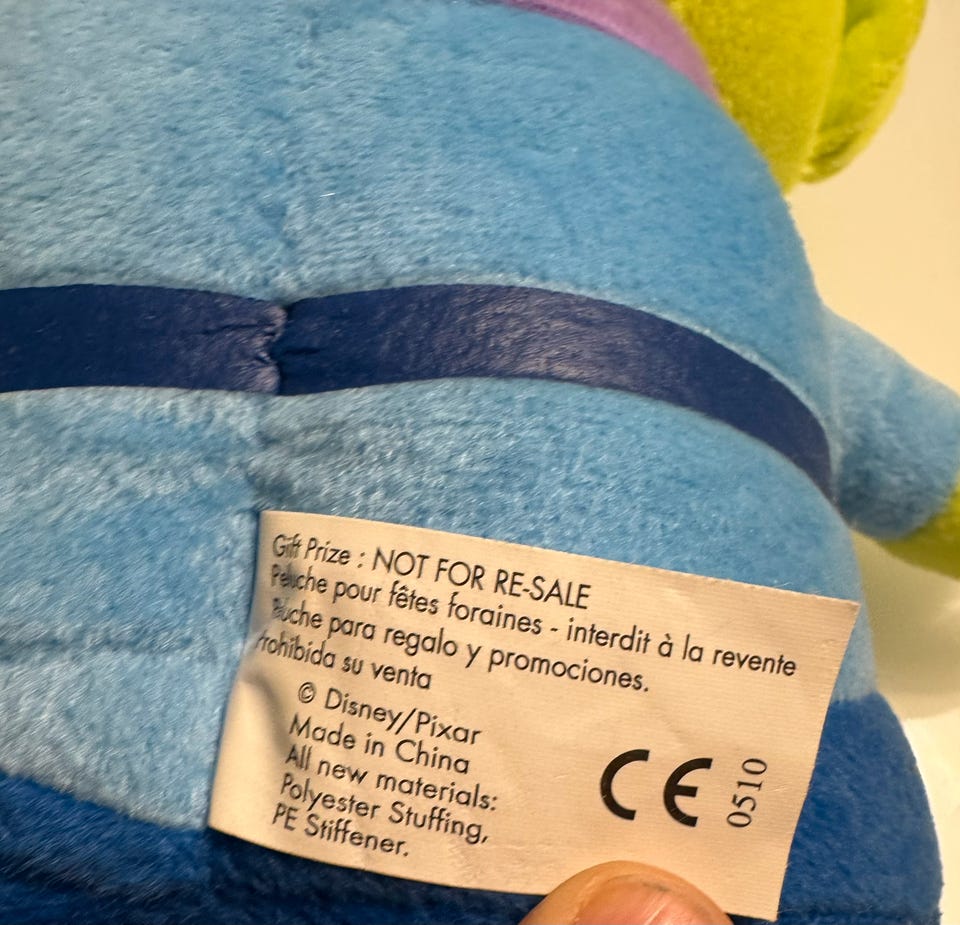 Gift Prize : NOT FOR RE-SALE
Peluche pour fêtes foraines - interdit à la revente
Pluche para regalo y promociones.
Prohibida su venta
© Disney/Pixar
Made in China
All new materials:
Polyester Stuffing,
PE Stiffener.
CE
0510